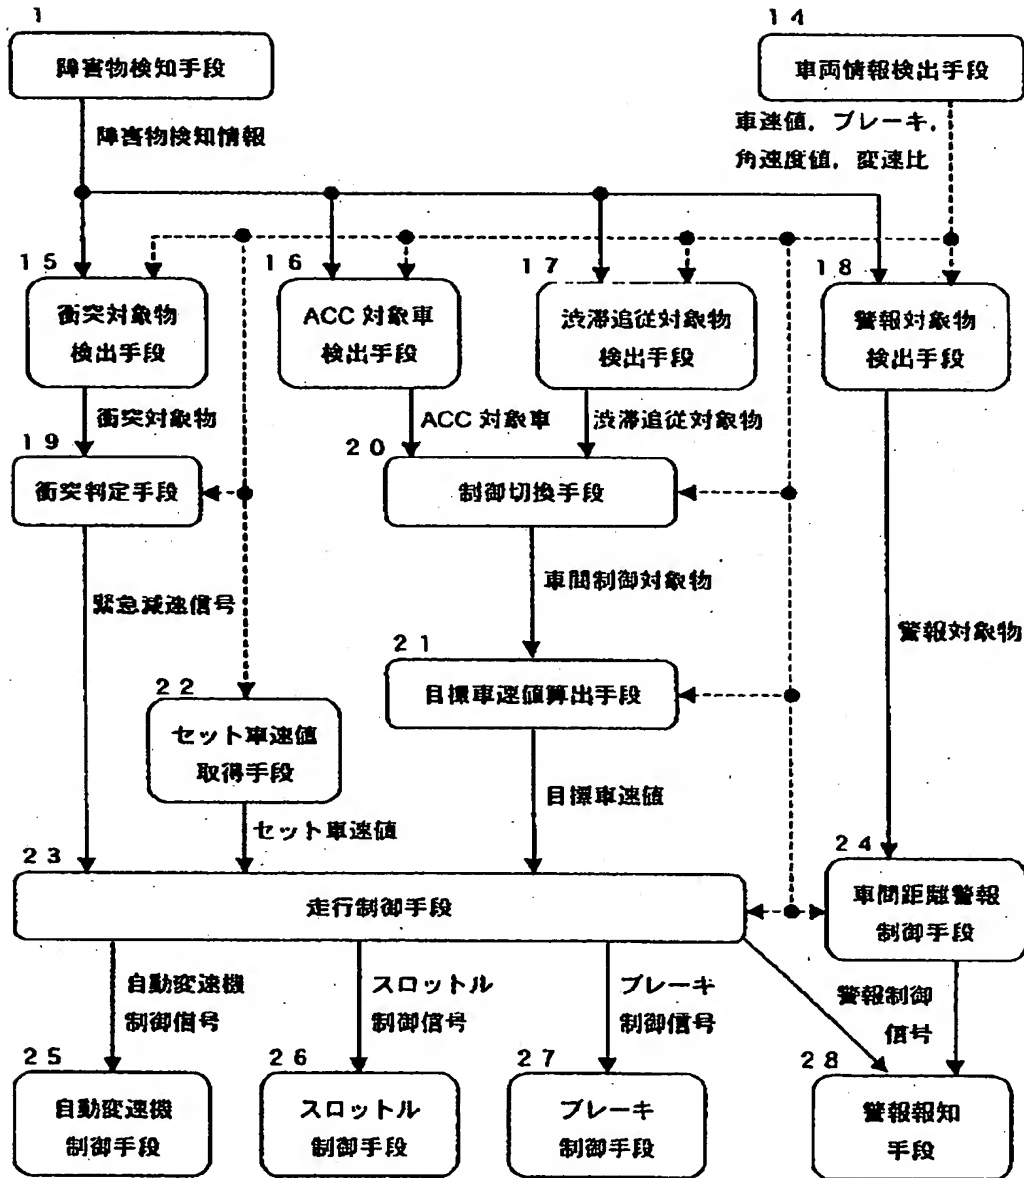 1
障害物検知手段
14
車両情報検出手段
障害物検知情報
車速値，ブレーキ，
角速度値，変速比
15
衝突対象物
検出手段
16
ACC 対象車
検出手段
17
渋滞追従対象物
検出手段
18
警報対象物
検出手段
衝突対象物
ACC 対象車
渋滞追従対象物
19
衝突判定手段
20
制御切換手段
緊急減速信号
車間制御対象物
警報対象物
21
目標車速値算出手段
22
セット車速値
取得手段
目標車速値
セット車速値
23
走行制御手段
24
車間距離警報
制御手段
自動変速機
制御信号
スロットル
制御信号
ブレーキ
制御信号
警報制御
信号
25
自動変速機
制御手段
26
スロットル
制御手段
27
ブレーキ
制御手段
28
警報報知
手段